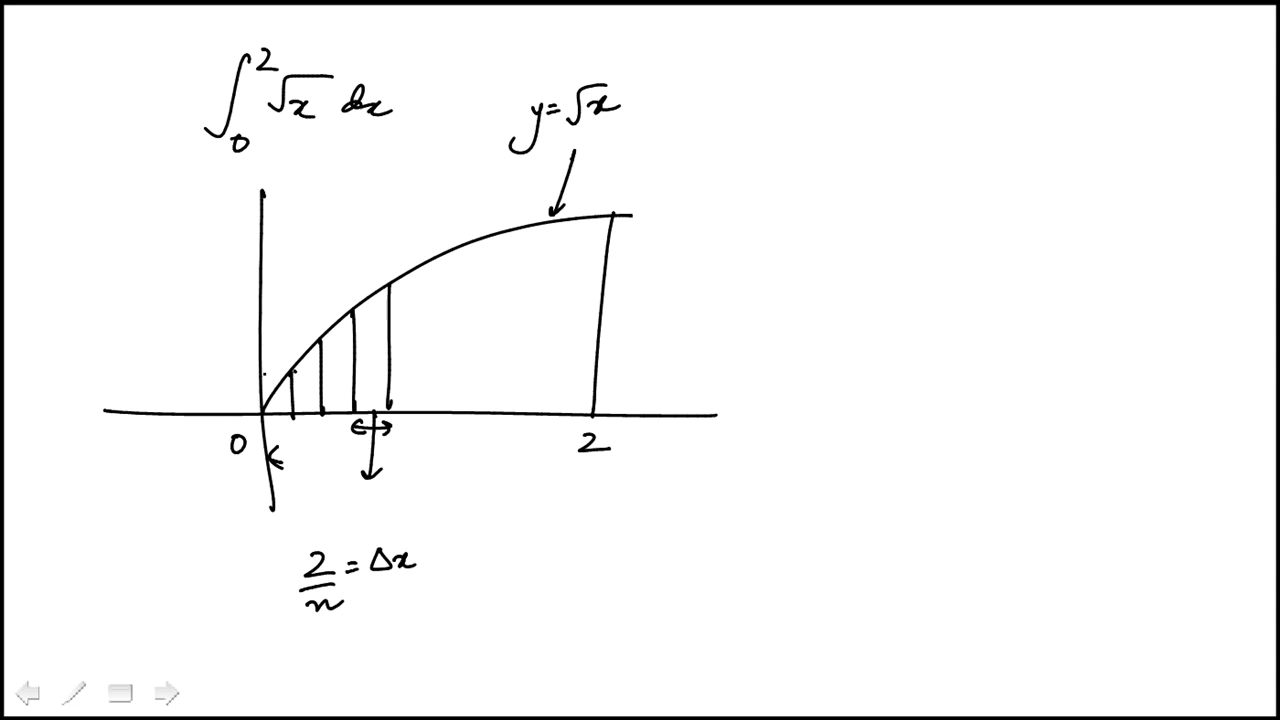 ∫₀² √x dx
y = √x
0 2
2/n = Δx